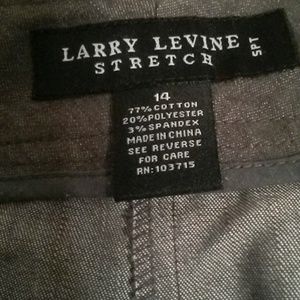 LARRY LEVINE
STRETCH
SPT
14
77% COTTON
20% POLYESTER
3% SPANDEX
MADE IN CHINA
SEE REVERSE
FOR CARE
RN: 103715